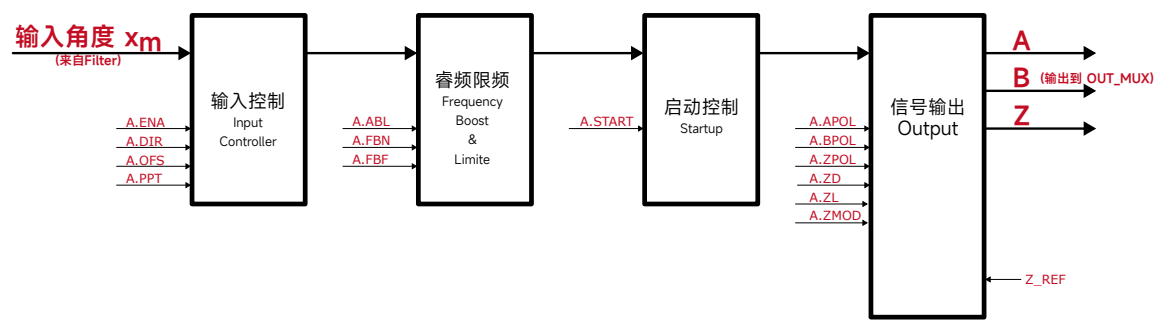 输入角度 xm
(来自Filter)
输入控制
Input
Controller
A.ENA
A.DIR
A.OFS
A.PPT
睿频限频
Frequency
Boost
&
Limite
A.ABL
A.FBN
A.FBF
启动控制
Startup
A.START
信号输出
Output
A.APOL
A.BPOL
A.ZPOL
A.ZD
A.ZL
A.ZMOD
A
B (输出到 OUT_MUX)
Z
Z_REF